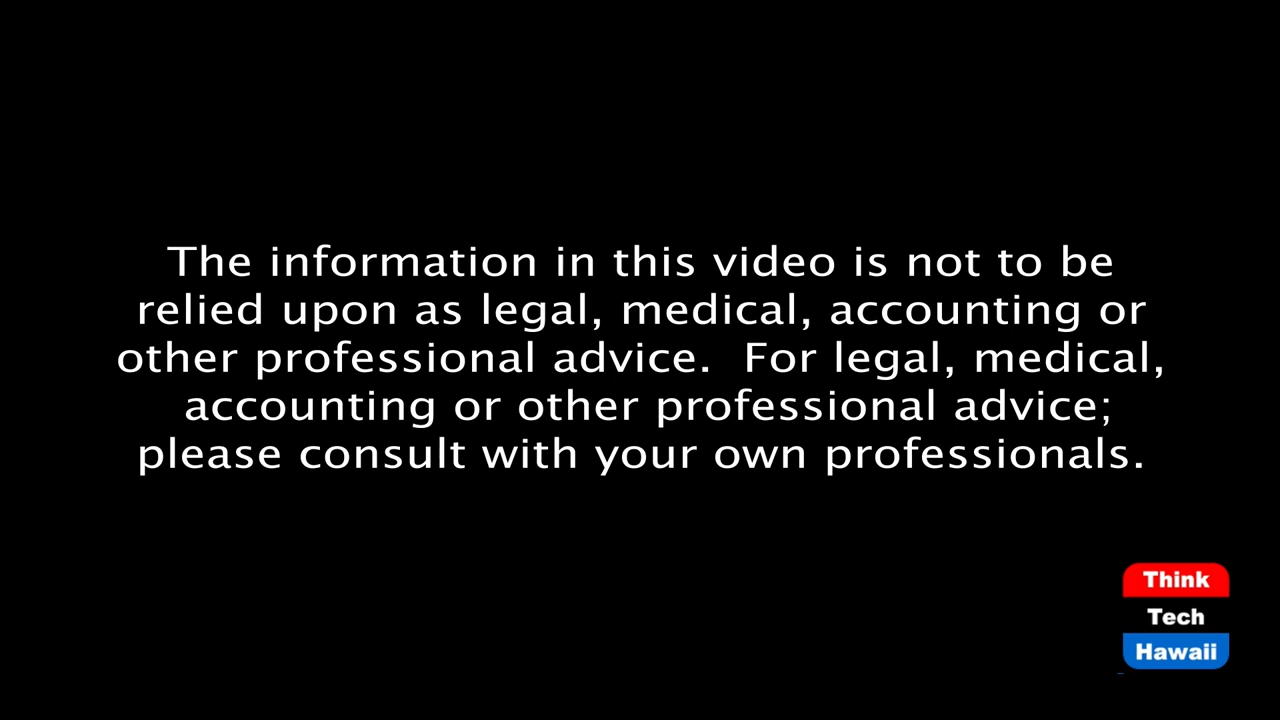 The information in this video is not to be
relied upon as legal, medical, accounting or
other professional advice.  For legal, medical,
accounting or other professional advice;
please consult with your own professionals.
Think
Tech
Hawaii